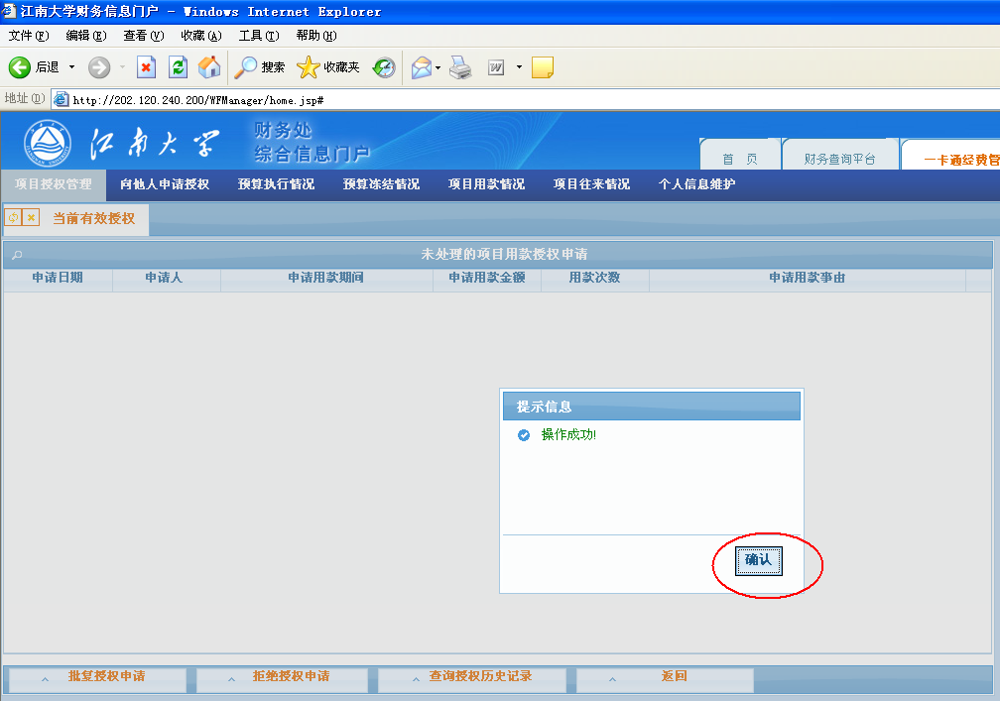 江南大学财务信息门户 - Windows Internet Explorer
文件(F) 编辑(E) 查看(V) 收藏(A) 工具(T) 帮助(H)
后退 搜索 收藏夹
地址(D) http://202.120.240.200/WFManager/home.jsp#
江南大学 财务处
综合信息门户
首 页 财务查询平台 一卡通经费管
项目授权管理 向他人申请授权 预算执行情况 预算冻结情况 项目用款情况 项目往来情况 个人信息维护
当前有效授权
未处理的项目用款授权申请
申请日期 申请人 申请用款期间 申请用款金额 用款次数 申请用款事由
提示信息
操作成功!
确认
批复授权申请 拒绝授权申请 查询授权历史记录 返回